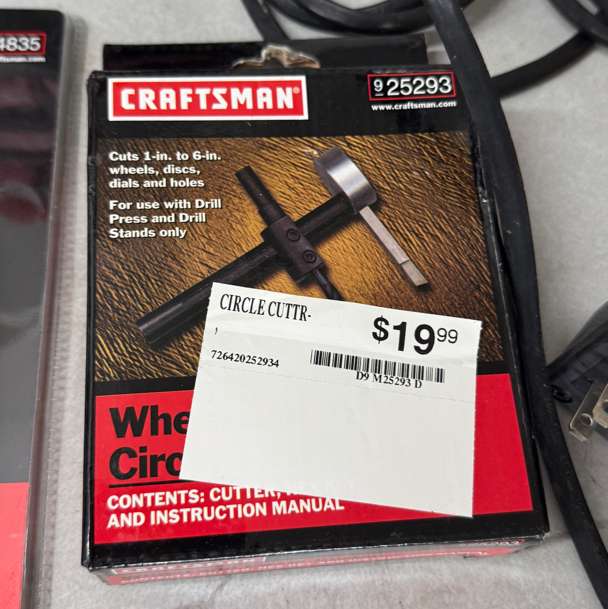 4835
CRAFTSMAN®
9 25293
www.craftsman.com
Cuts 1-in. to 6-in.
wheels, discs,
dials and holes
For use with Drill
Press and Drill
Stands only
CIRCLE CUTTR-
$19 99
726420252934
D9 M25293 D
Whe
Circ
CONTENTS: CUTTER,
AND INSTRUCTION MANUAL